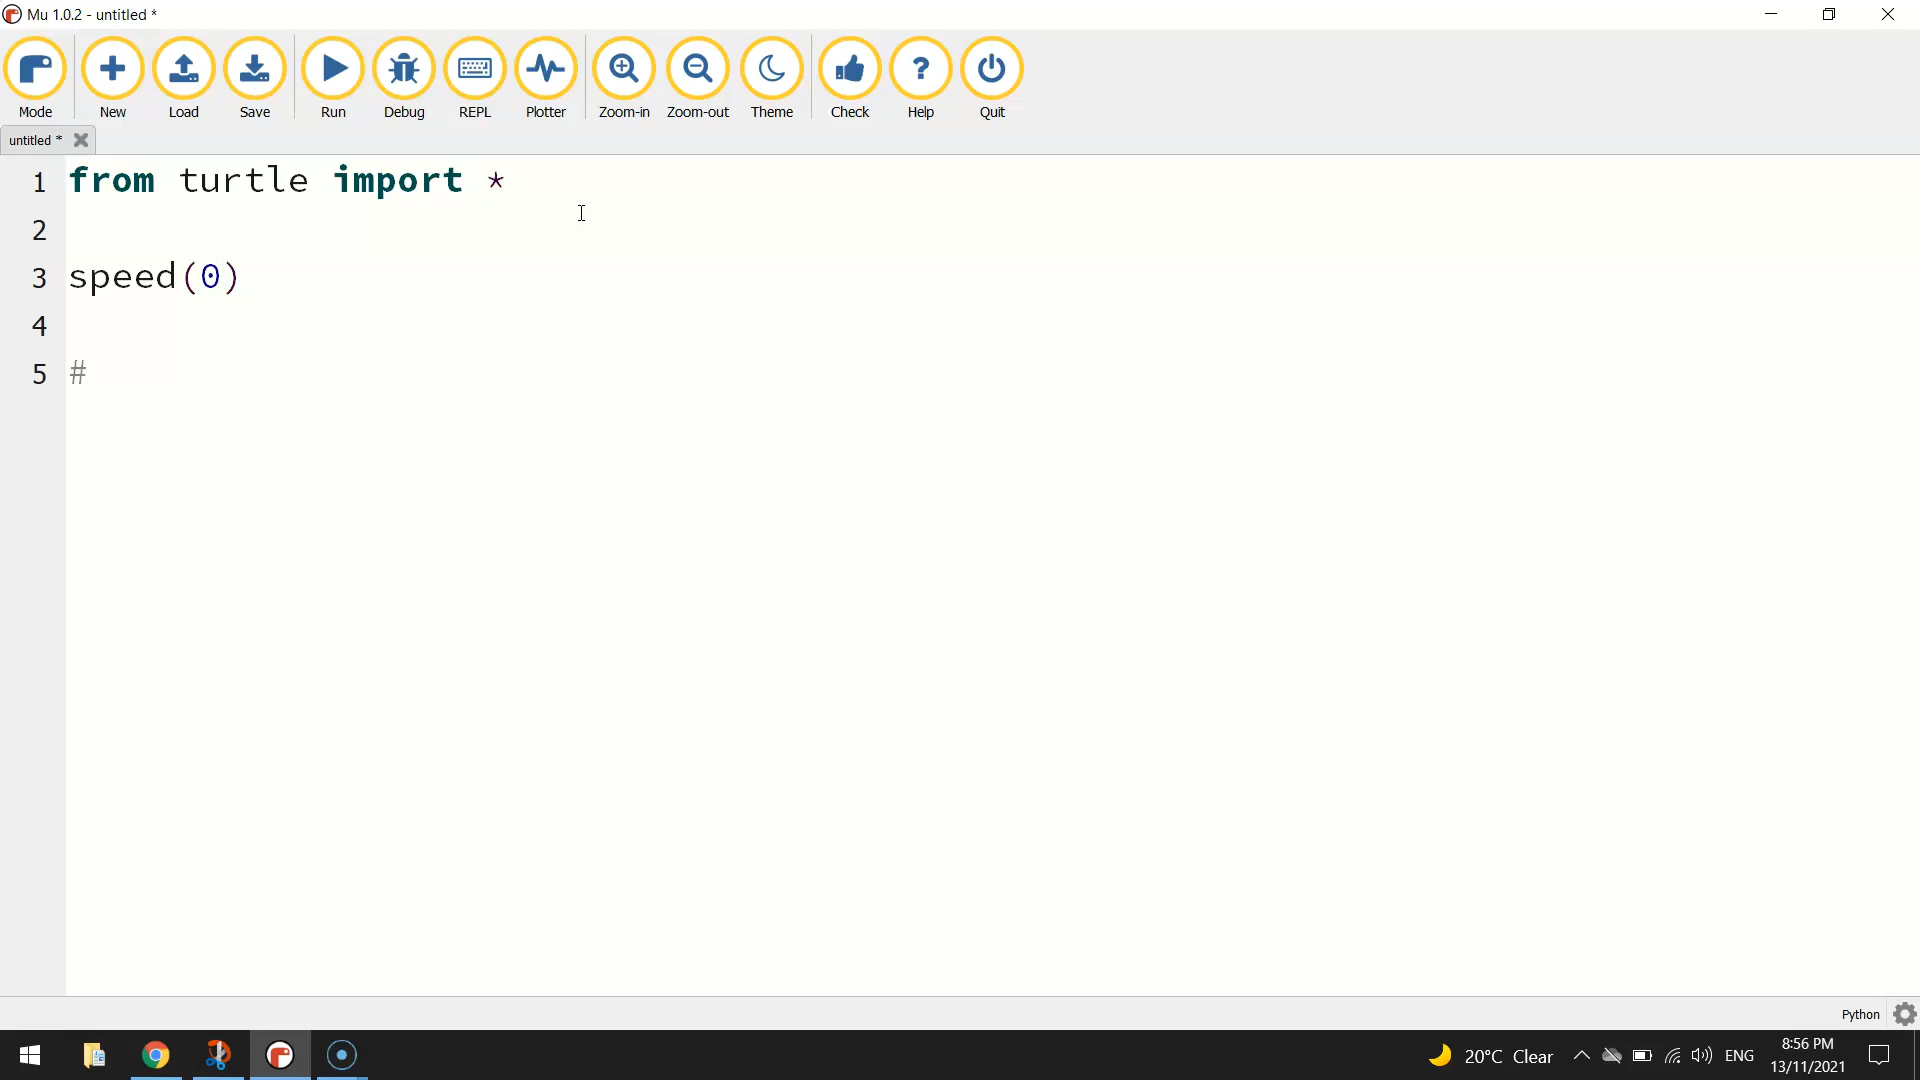 Mu 1.0.2 - untitled *
Mode New Load Save Run Debug REPL Plotter Zoom-in Zoom-out Theme Check Help Quit
untitled *
1 from turtle import *
2
3 speed(0)
4
5 #
Python
20°C Clear ENG 8:56 PM
13/11/2021